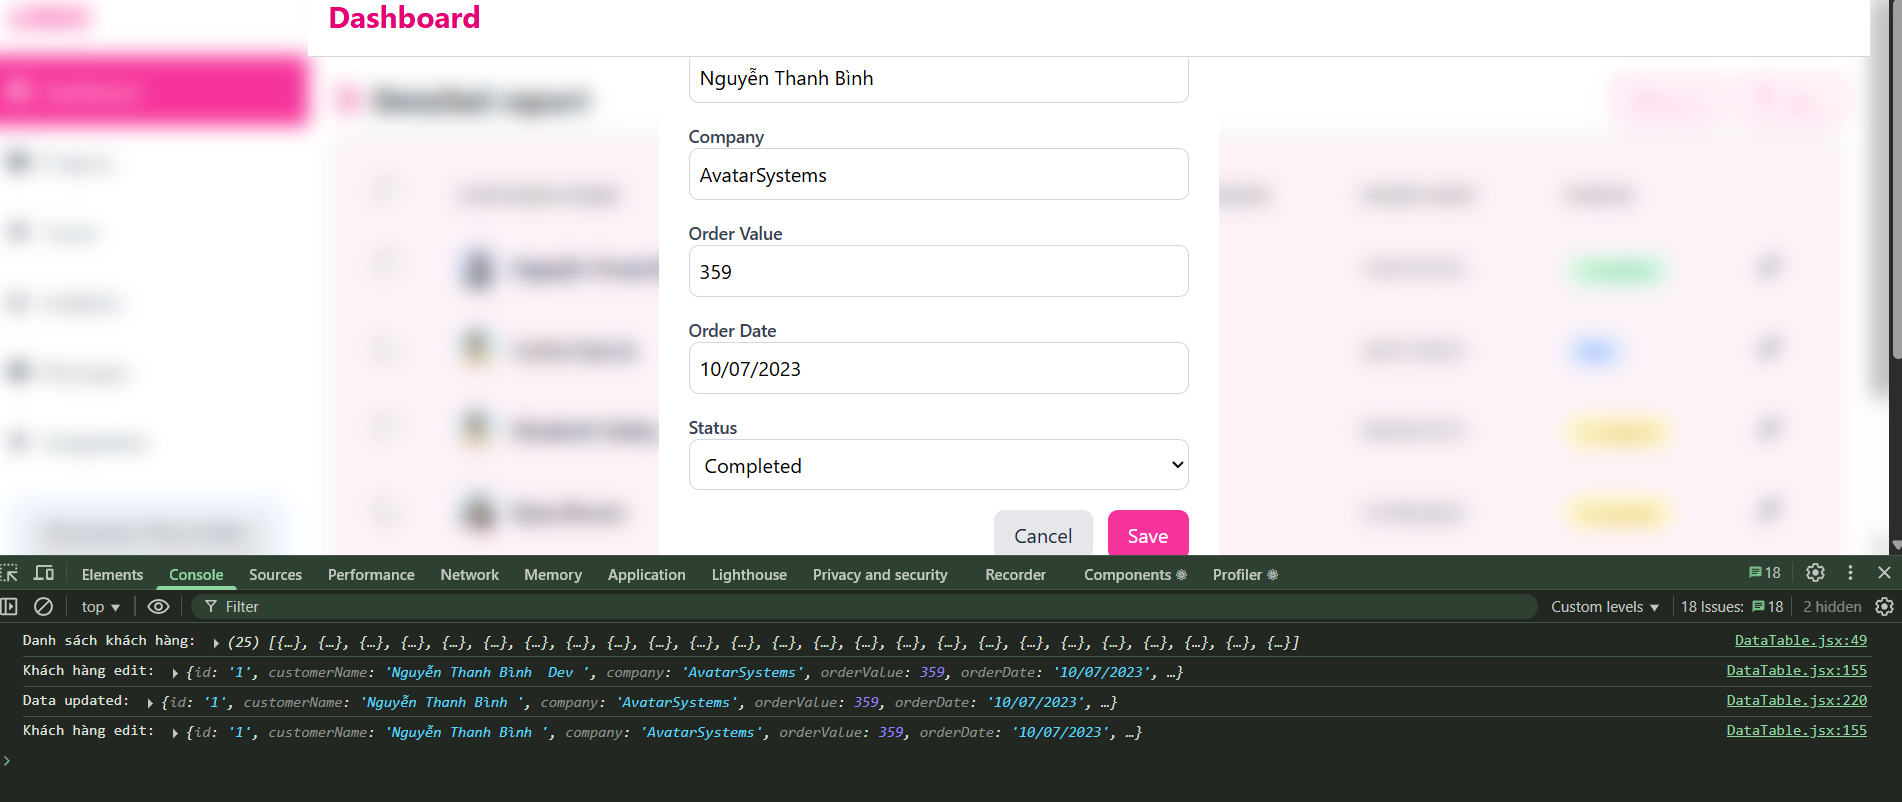 Dashboard
Nguyễn Thanh Bình
Company
AvatarSystems
Order Value
359
Order Date
10/07/2023
Status
Completed
Cancel Save
Elements Console Sources Performance Network Memory Application Lighthouse Privacy and security Recorder Components Profiler 18
top Filter Custom levels 18 Issues: 18 2 hidden
Danh sách khách hàng: (25) [{…}, {…}, {…}, {…}, {…}, {…}, {…}, {…}, {…}, {…}, {…}, {…}, {…}, {…}, {…}, {…}, {…}, {…}, {…}, {…}, {…}, {…}, {…}, {…}, {…}] DataTable.jsx:49
Khách hàng edit: {id: '1', customerName: 'Nguyễn Thanh Bình  Dev ', company: 'AvatarSystems', orderValue: 359, orderDate: '10/07/2023', …} DataTable.jsx:155
Data updated: {id: '1', customerName: 'Nguyễn Thanh Bình ', company: 'AvatarSystems', orderValue: 359, orderDate: '10/07/2023', …} DataTable.jsx:220
Khách hàng edit: {id: '1', customerName: 'Nguyễn Thanh Bình ', company: 'AvatarSystems', orderValue: 359, orderDate: '10/07/2023', …} DataTable.jsx:155